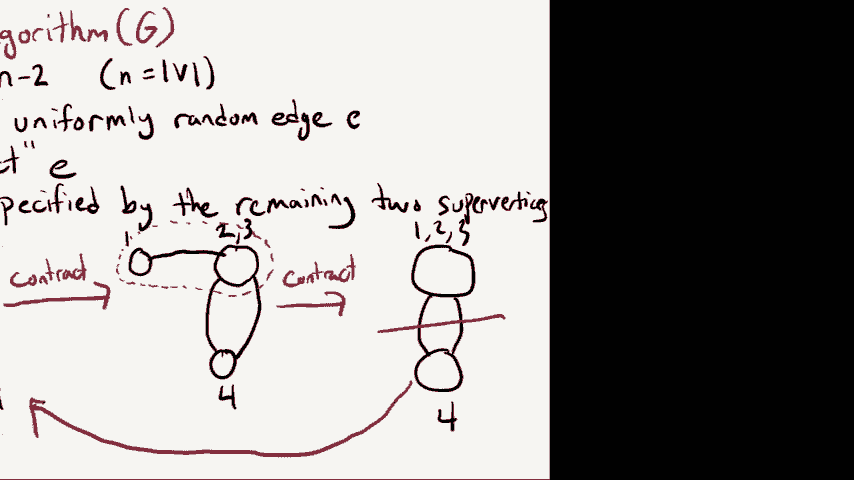 gorithm(G)
n-2 (n=|V|)
uniformly random edge e
ct" e
pecified by the remaining two supervertices
1 2,3 1,2,3
contract contract
4 4